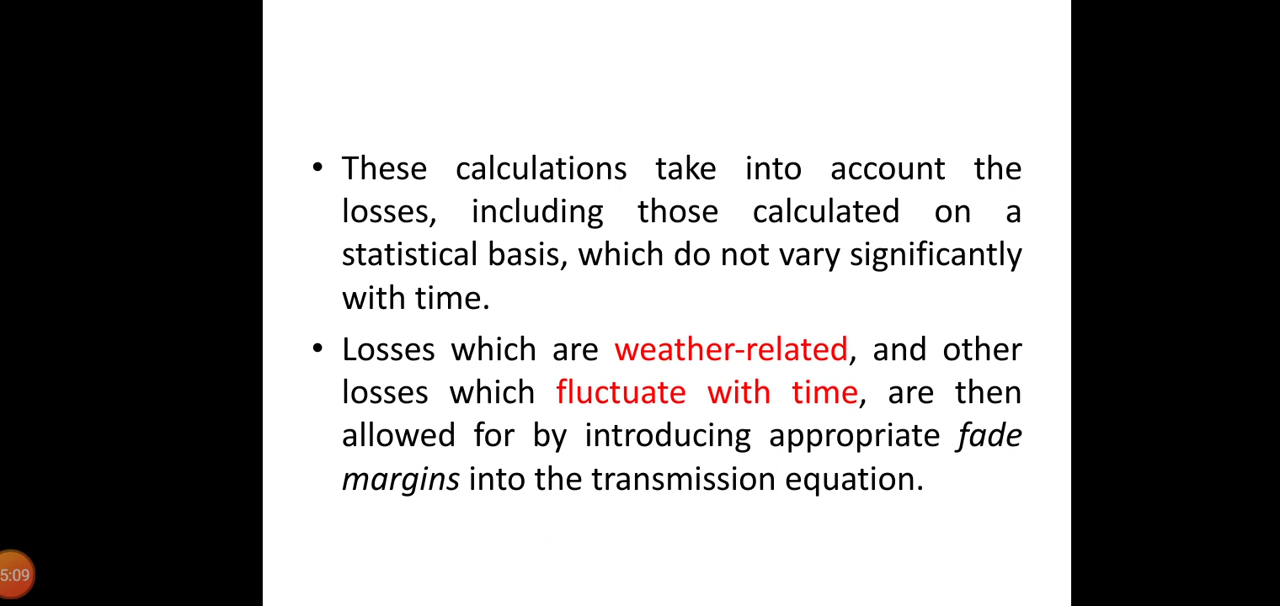 • These calculations take into account the
losses, including those calculated on a
statistical basis, which do not vary significantly
with time.
• Losses which are weather-related, and other
losses which fluctuate with time, are then
allowed for by introducing appropriate fade
margins into the transmission equation.
5:09